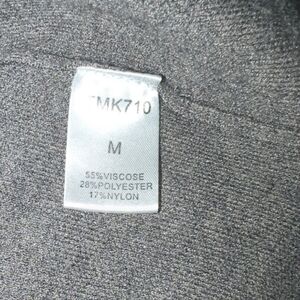 MK710
M
55%VISCOSE
28%POLYESTER
17%NYLON